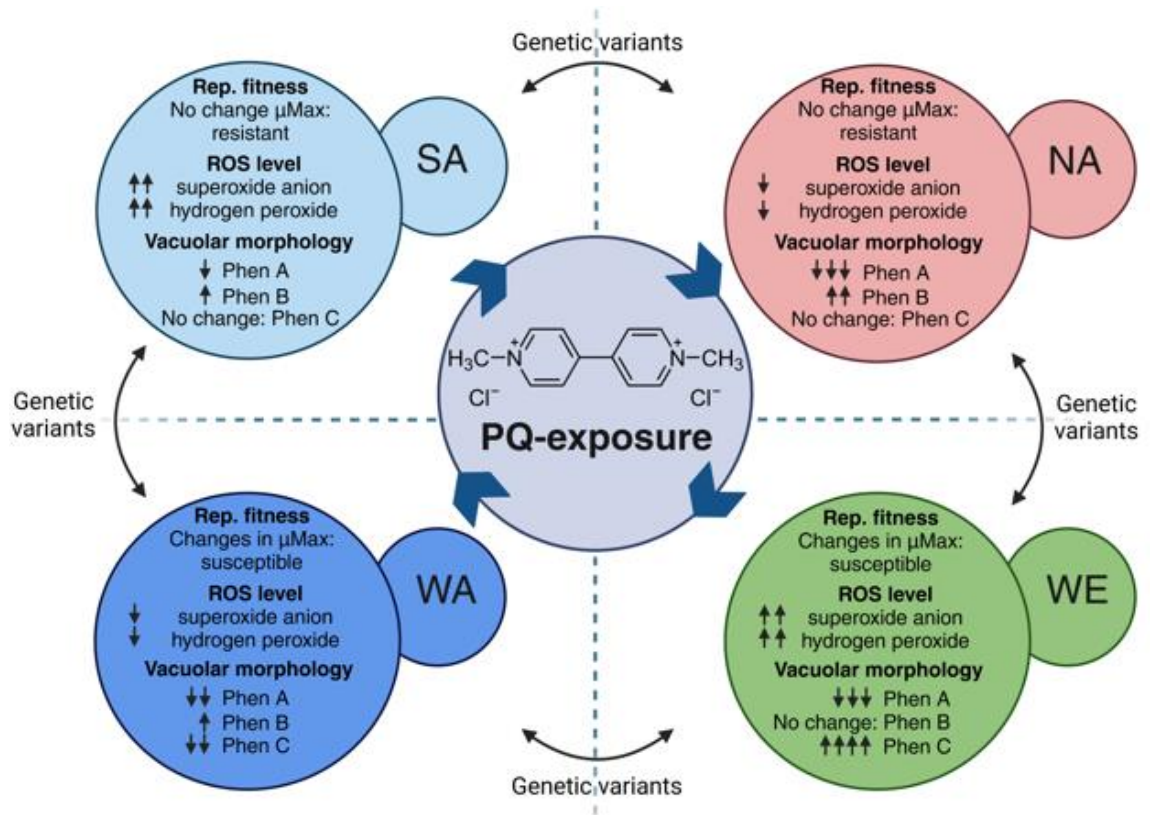 Genetic variants
Rep. fitness
No change µMax:
resistant
ROS level
↑↑ superoxide anion
↑↑ hydrogen peroxide
Vacuolar morphology
↓ Phen A
↑ Phen B
No change: Phen C
SA
Rep. fitness
No change µMax:
resistant
ROS level
↓ superoxide anion
↓ hydrogen peroxide
Vacuolar morphology
↓↓↓ Phen A
↑↑ Phen B
No change: Phen C
NA
H₃C N⁺ N⁺ CH₃
Cl⁻ Cl⁻
PQ-exposure
Genetic
variants
Genetic
variants
Rep. fitness
Changes in µMax:
susceptible
ROS level
↓ superoxide anion
↓ hydrogen peroxide
Vacuolar morphology
↓↓ Phen A
↑ Phen B
↓↓ Phen C
WA
Rep. fitness
Changes in µMax:
susceptible
ROS level
↑↑ superoxide anion
↑↑ hydrogen peroxide
Vacuolar morphology
↓↓↓ Phen A
No change: Phen B
↑↑↑↑ Phen C
WE
Genetic variants